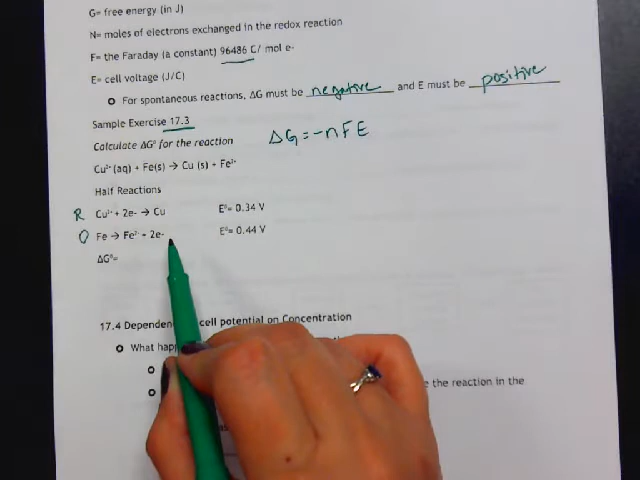 G= free energy (in J)
N= moles of electrons exchanged in the redox reaction
F= the Faraday (a constant) 96486 C/ mol e-
E= cell voltage (J/C)
For spontaneous reactions, ΔG must be negative and E must be positive
Sample Exercise 17.3
ΔG = -nFE
Calculate ΔG° for the reaction
Cu²⁺ (aq) + Fe(s) → Cu (s) + Fe²⁺
Half Reactions
R Cu²⁺ + 2e- → Cu E°= 0.34 V
O Fe → Fe²⁺ + 2e- E°= 0.44 V
ΔG°=
17.4 cell potential on Concentration
What
the reaction in the